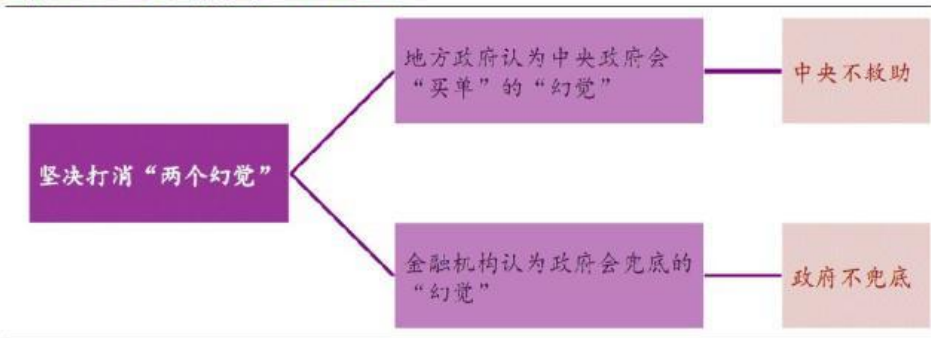 地方政府认为中央政府会
“买单”的“幻觉”
中央不救助
坚决打消“两个幻觉”
金融机构认为政府会兜底的
“幻觉”
政府不兜底